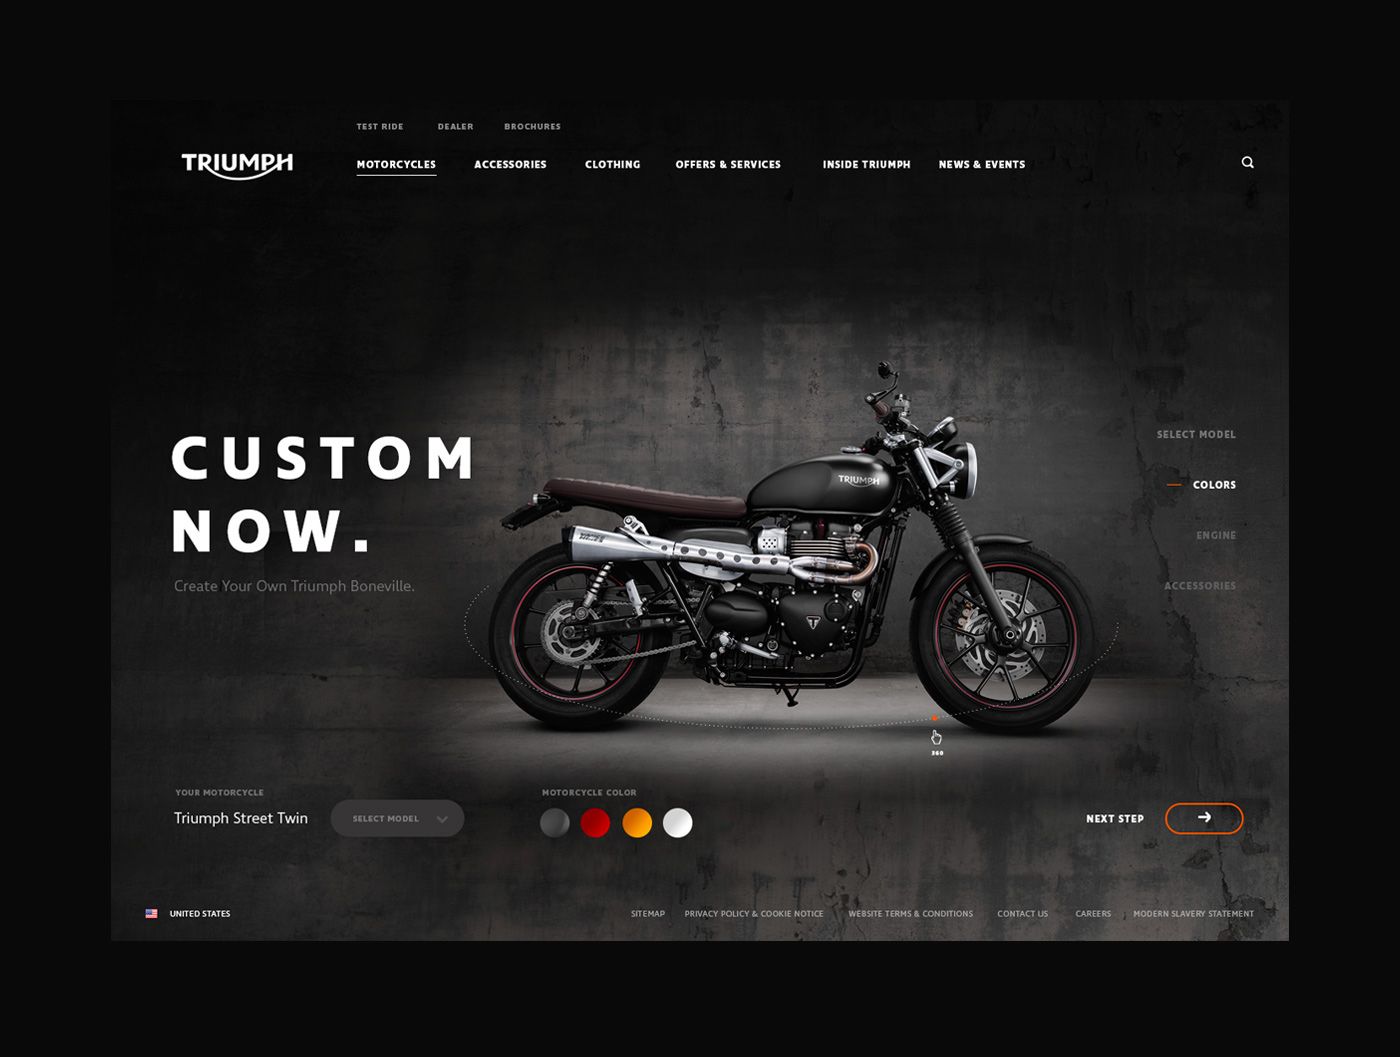 TEST RIDE DEALER BROCHURES
TRIUMPH
MOTORCYCLES ACCESSORIES CLOTHING OFFERS & SERVICES INSIDE TRIUMPH NEWS & EVENTS
CUSTOM
NOW.
Create Your Own Triumph Boneville.
TRIUMPH
T
SELECT MODEL
COLORS
ENGINE
ACCESSORIES
360
YOUR MOTORCYCLE
Triumph Street Twin
SELECT MODEL
MOTORCYCLE COLOR
NEXT STEP
UNITED STATES
SITEMAP PRIVACY POLICY & COOKIE NOTICE WEBSITE TERMS & CONDITIONS CONTACT US CAREERS MODERN SLAVERY STATEMENT